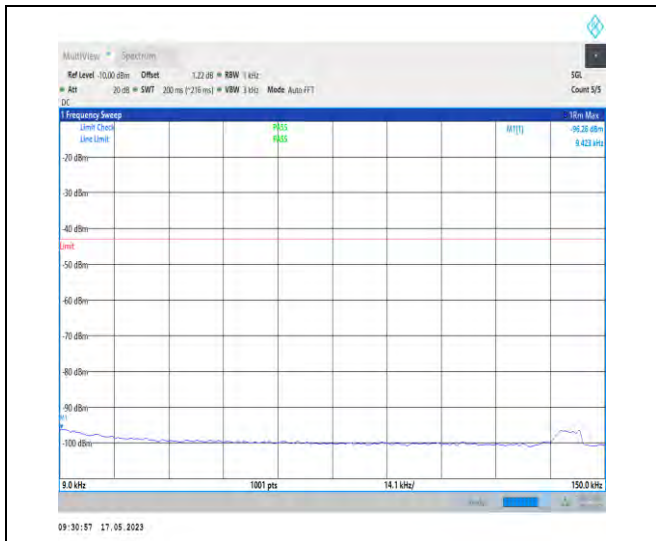 MultiView Spectrum
Ref Level -10.00 dBm Offset 1.22 dB RBW 1 kHz SGL
Att 20 dB SWT 200 ms (~216 ms) VBW 3 kHz Mode Auto FFT Count 5/5
DC
1 Frequency Sweep 1Rm Max
Limit Check PASS M1[1] -96.26 dBm
Line Limit PASS 9.423 kHz
-20 dBm
-30 dBm
-40 dBm
Limit
-50 dBm
-60 dBm
-70 dBm
-80 dBm
-90 dBm
M1
-100 dBm
9.0 kHz 1001 pts 14.1 kHz/ 150.0 kHz
Ready
09:30:57 17.05.2023